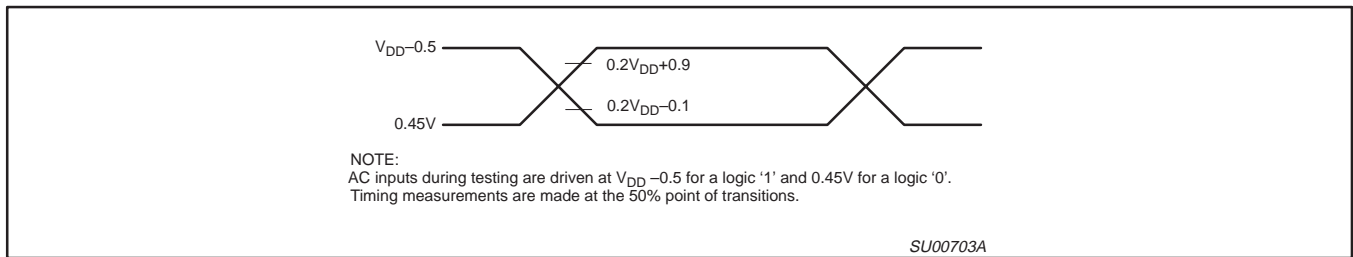 VDD–0.5
0.2VDD+0.9
0.2VDD–0.1
0.45V
NOTE:
AC inputs during testing are driven at VDD –0.5 for a logic ‘1’ and 0.45V for a logic ‘0’.
Timing measurements are made at the 50% point of transitions.
SU00703A